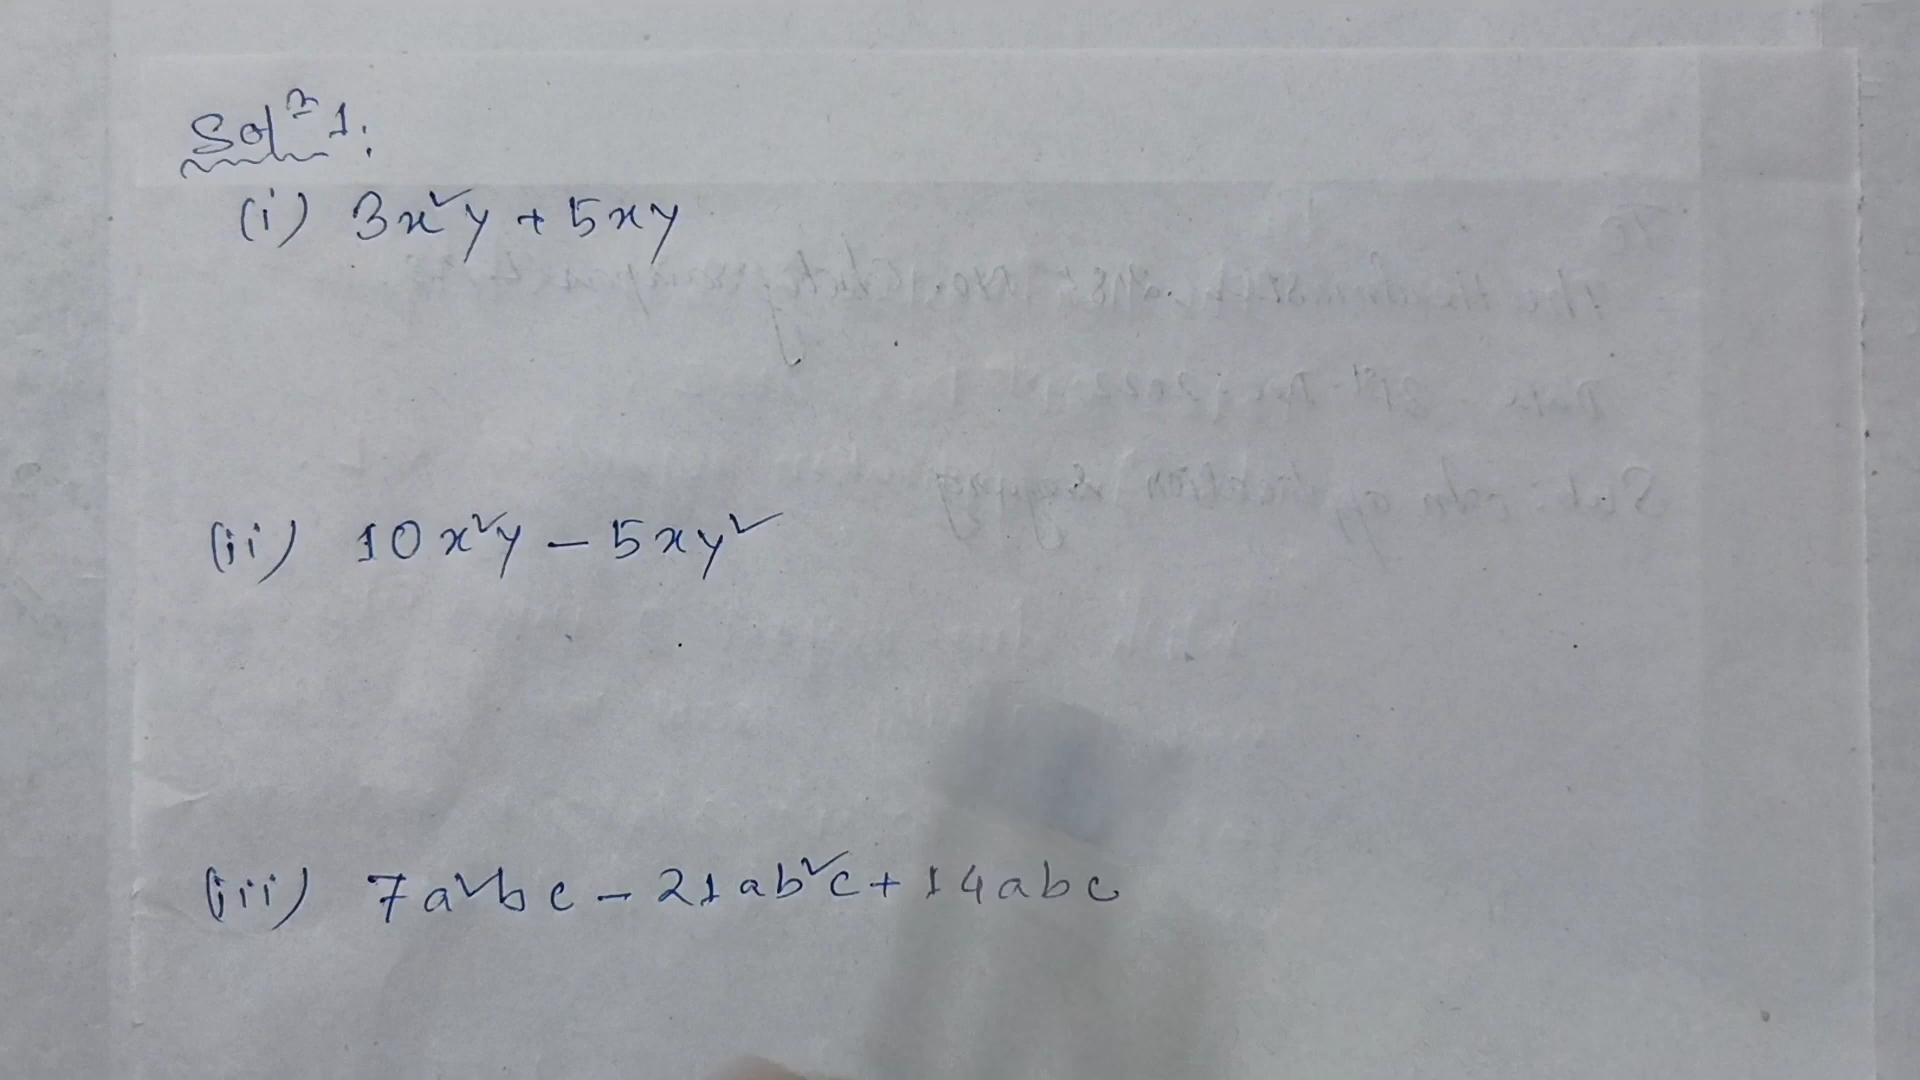 Solⁿ 1:
(i) 3x²y + 5xy
(ii) 10x²y - 5xy²
(iii) 7a²bc - 21ab²c + 14abc